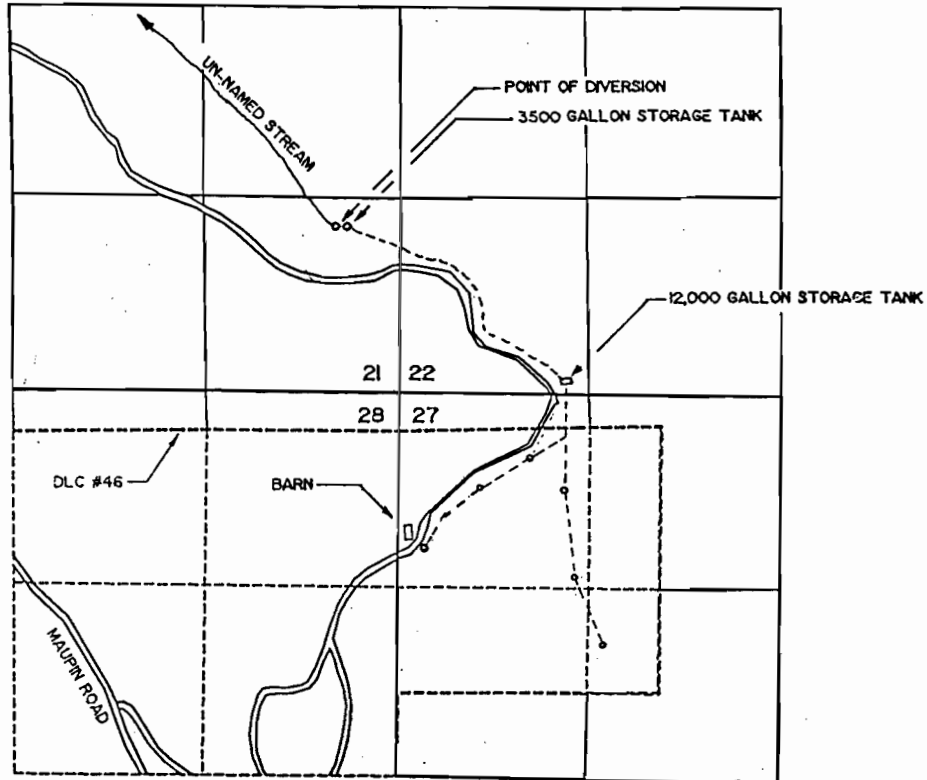 UN-NAMED STREAM
POINT OF DIVERSION
3500 GALLON STORAGE TANK
12,000 GALLON STORAGE TANK
21 22
28 27
DLC #46
BARN
MAUPIN ROAD